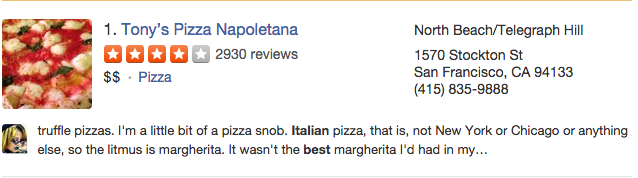 1. Tony's Pizza Napoletana
2930 reviews
$$ · Pizza
North Beach/Telegraph Hill
1570 Stockton St
San Francisco, CA 94133
(415) 835-9888
truffle pizzas. I'm a little bit of a pizza snob. Italian pizza, that is, not New York or Chicago or anything
else, so the litmus is margherita. It wasn't the best margherita I'd had in my…